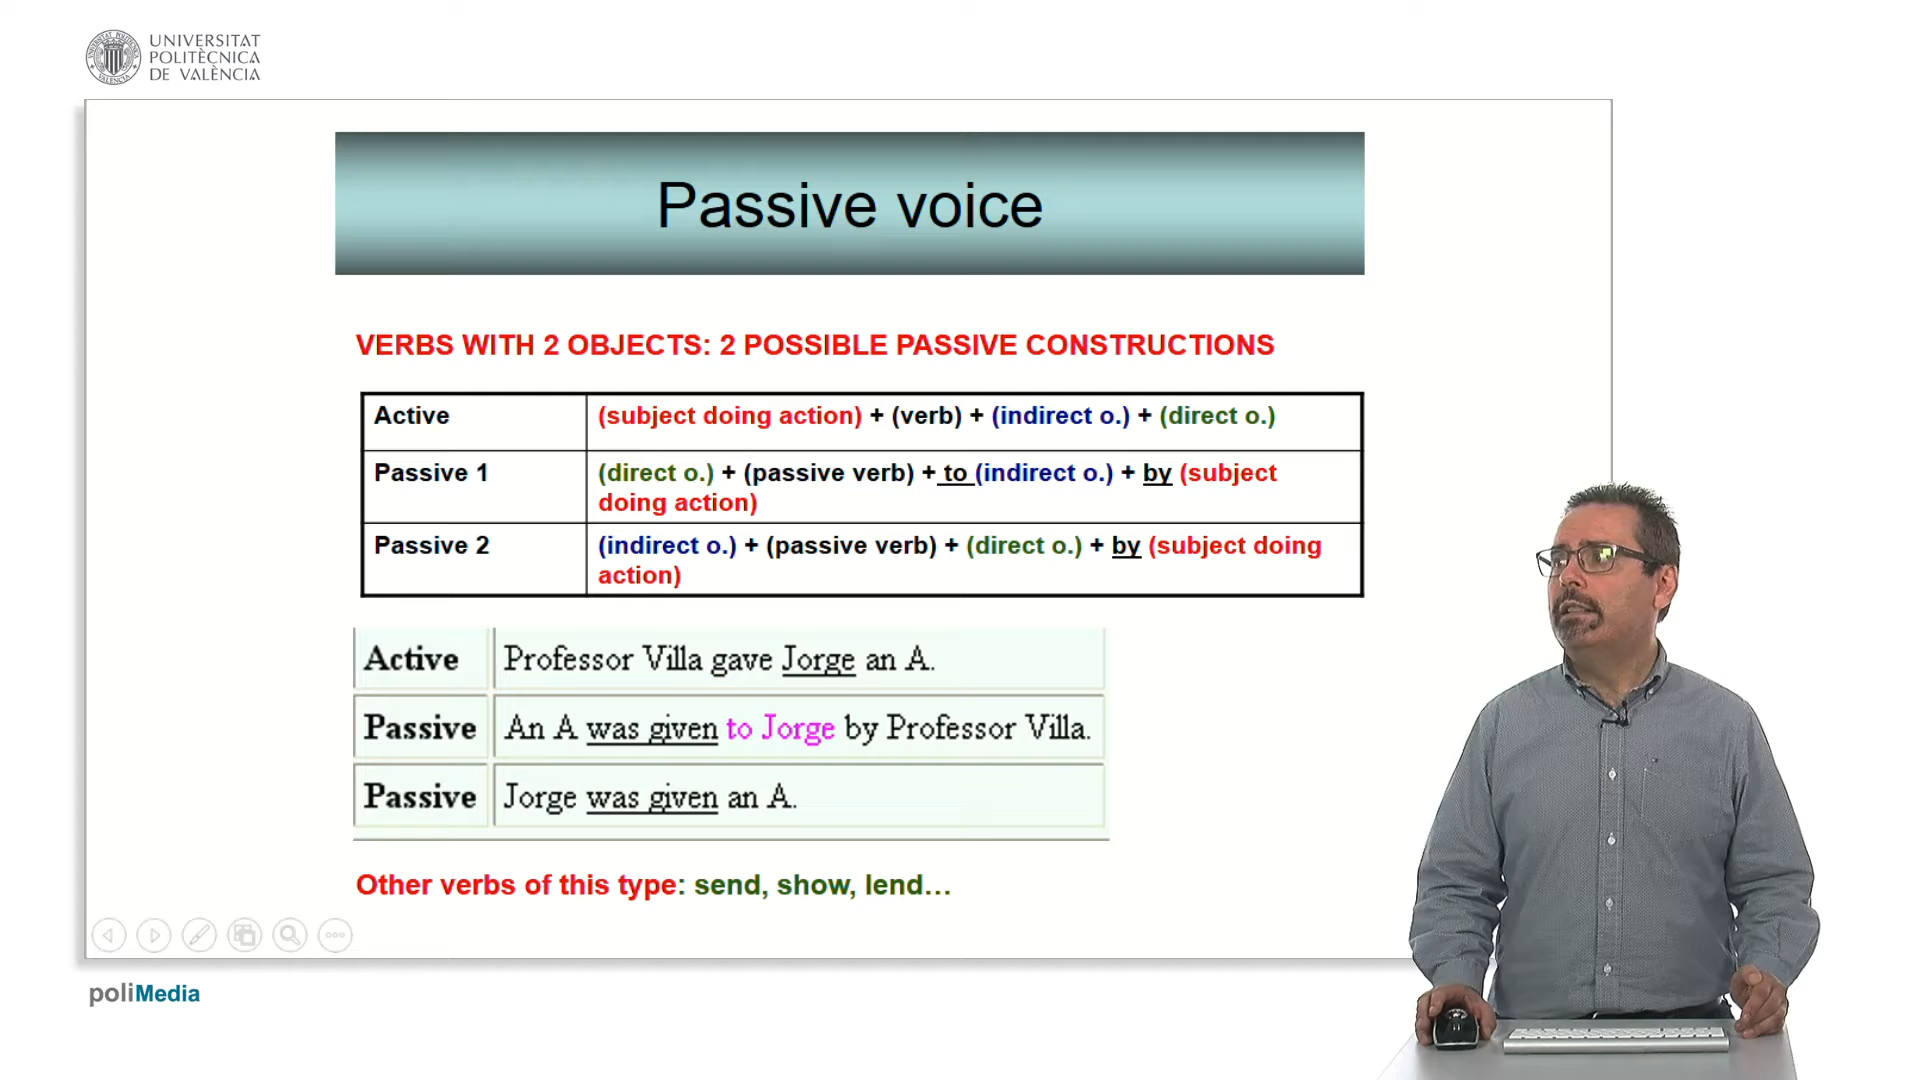 UNIVERSITAT
POLITÈCNICA
DE VALÈNCIA
Passive voice
VERBS WITH 2 OBJECTS: 2 POSSIBLE PASSIVE CONSTRUCTIONS
Active (subject doing action) + (verb) + (indirect o.) + (direct o.)
Passive 1 (direct o.) + (passive verb) + to (indirect o.) + by (subject
doing action)
Passive 2 (indirect o.) + (passive verb) + (direct o.) + by (subject doing
action)
Active Professor Villa gave Jorge an A.
Passive An A was given to Jorge by Professor Villa.
Passive Jorge was given an A.
Other verbs of this type: send, show, lend…
poliMedia